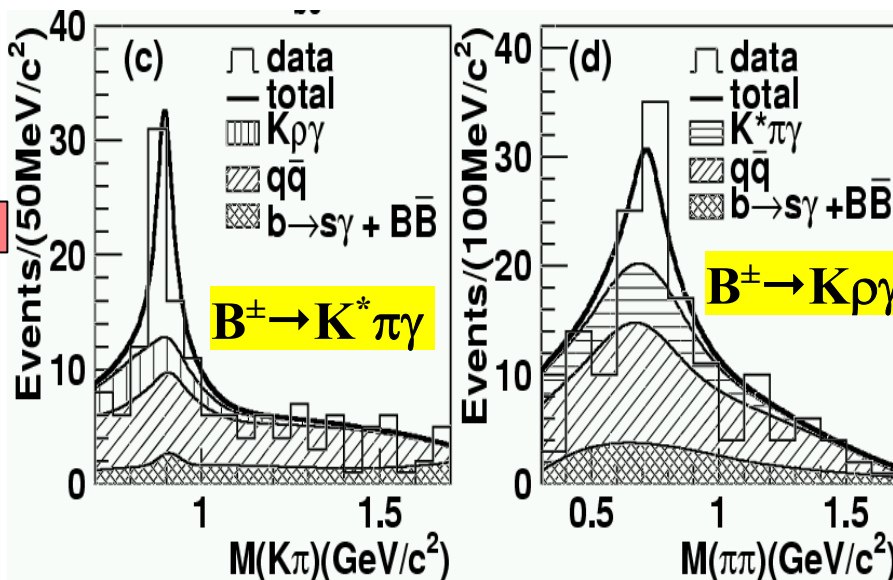 (c)
data
total
Kργ
qq̄
b→sγ + BB̄
B±→K*πγ
Events/(50MeV/c²)
40
30
20
10
0
1
1.5
M(Kπ)(GeV/c²)
(d)
data
total
K*πγ
qq̄
b→sγ +BB̄
B±→Kργ
Events/(100MeV/c²)
40
30
20
10
0
0.5
1
1.5
M(ππ)(GeV/c²)